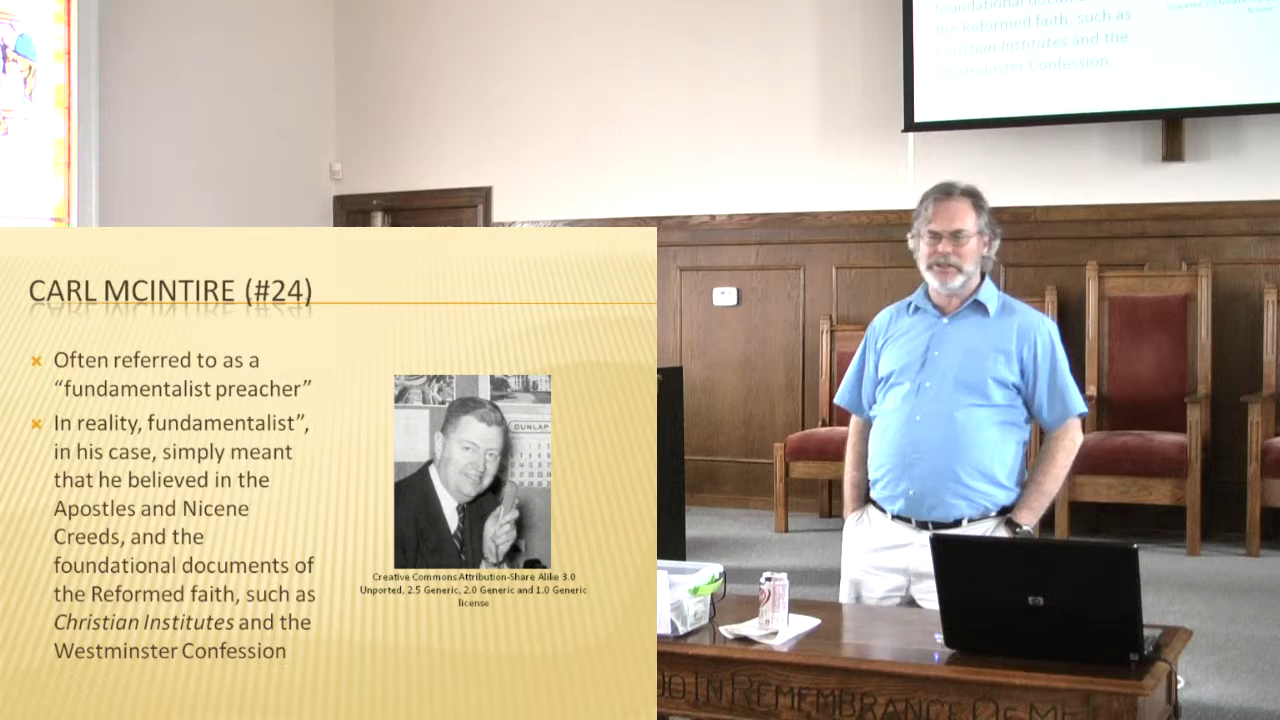 foundational docum
the Reformed faith, such as
Christian Institutes and the
Westminster Confession
CARL MCINTIRE (#24)
Often referred to as a
“fundamentalist preacher”
In reality, fundamentalist”,
in his case, simply meant
that he believed in the
Apostles and Nicene
Creeds, and the
foundational documents of
the Reformed faith, such as
Christian Institutes and the
Westminster Confession
DUNLAP
Creative Commons Attribution-Share Alike 3.0
Unported, 2.5 Generic, 2.0 Generic and 1.0 Generic
license
hp
DO IN REMEMBRANCE OF ME